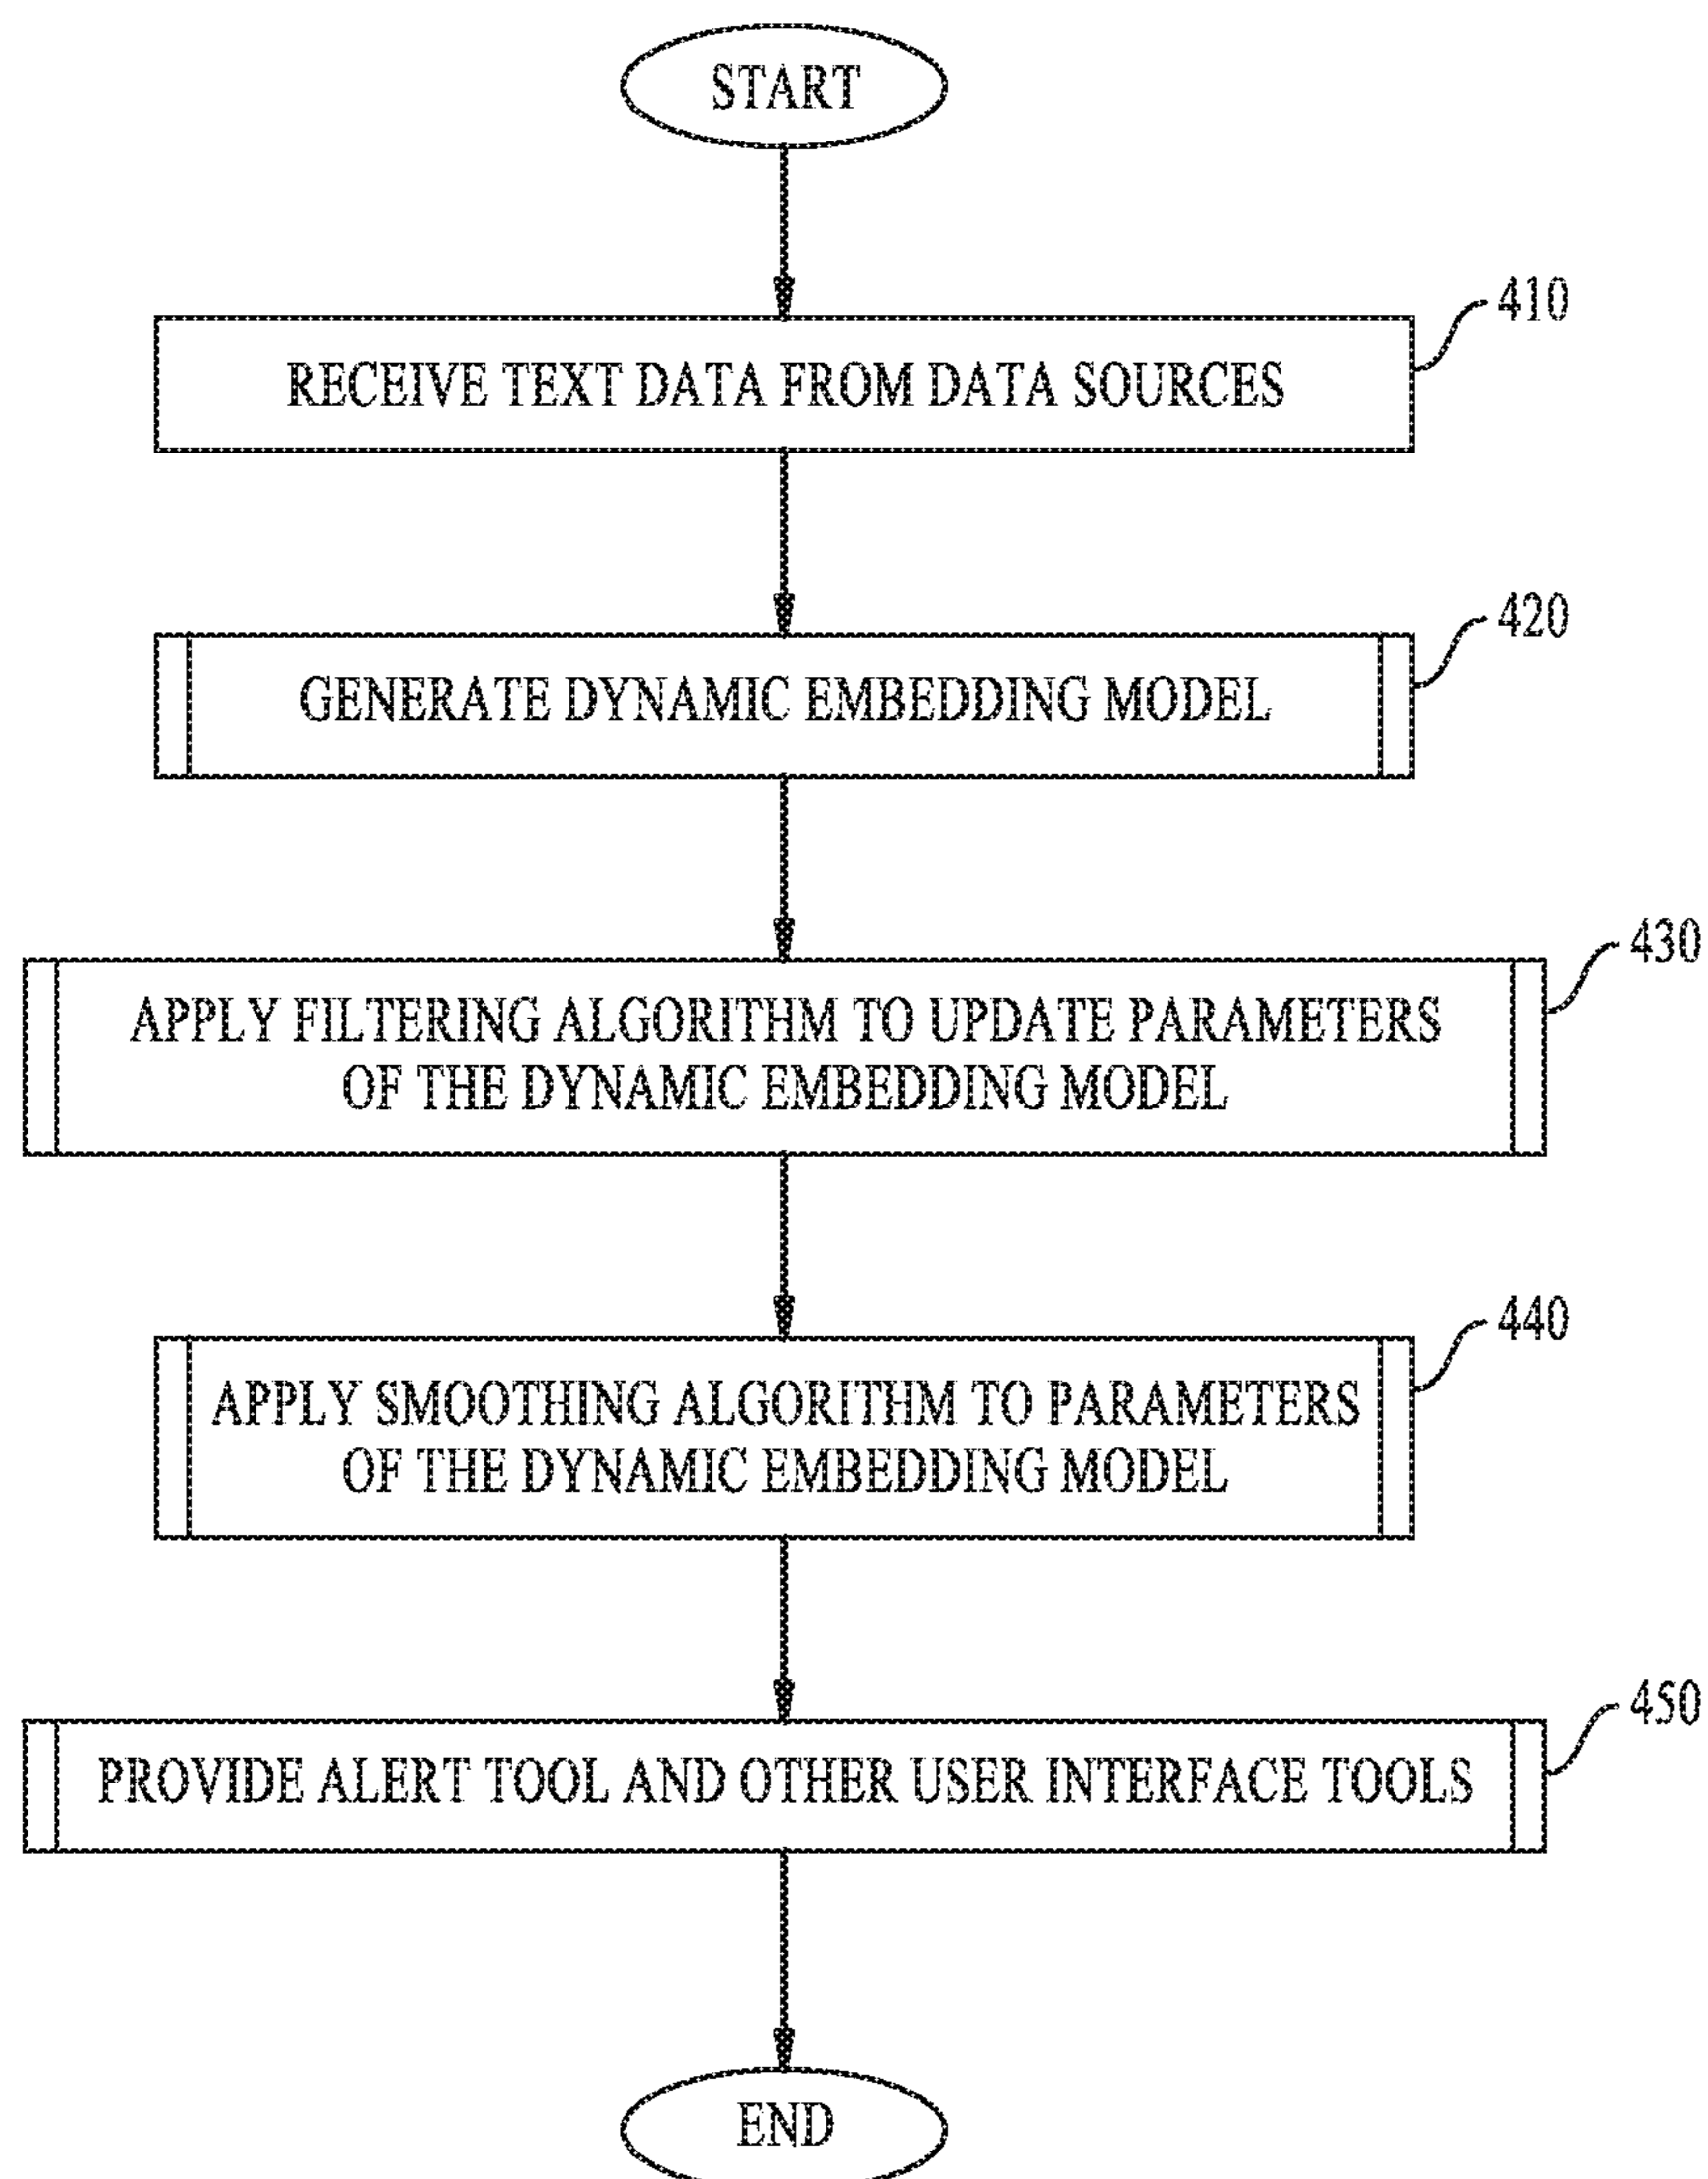 START
410
RECEIVE TEXT DATA FROM DATA SOURCES
420
GENERATE DYNAMIC EMBEDDING MODEL
430
APPLY FILTERING ALGORITHM TO UPDATE PARAMETERS
OF THE DYNAMIC EMBEDDING MODEL
440
APPLY SMOOTHING ALGORITHM TO PARAMETERS
OF THE DYNAMIC EMBEDDING MODEL
450
PROVIDE ALERT TOOL AND OTHER USER INTERFACE TOOLS
END